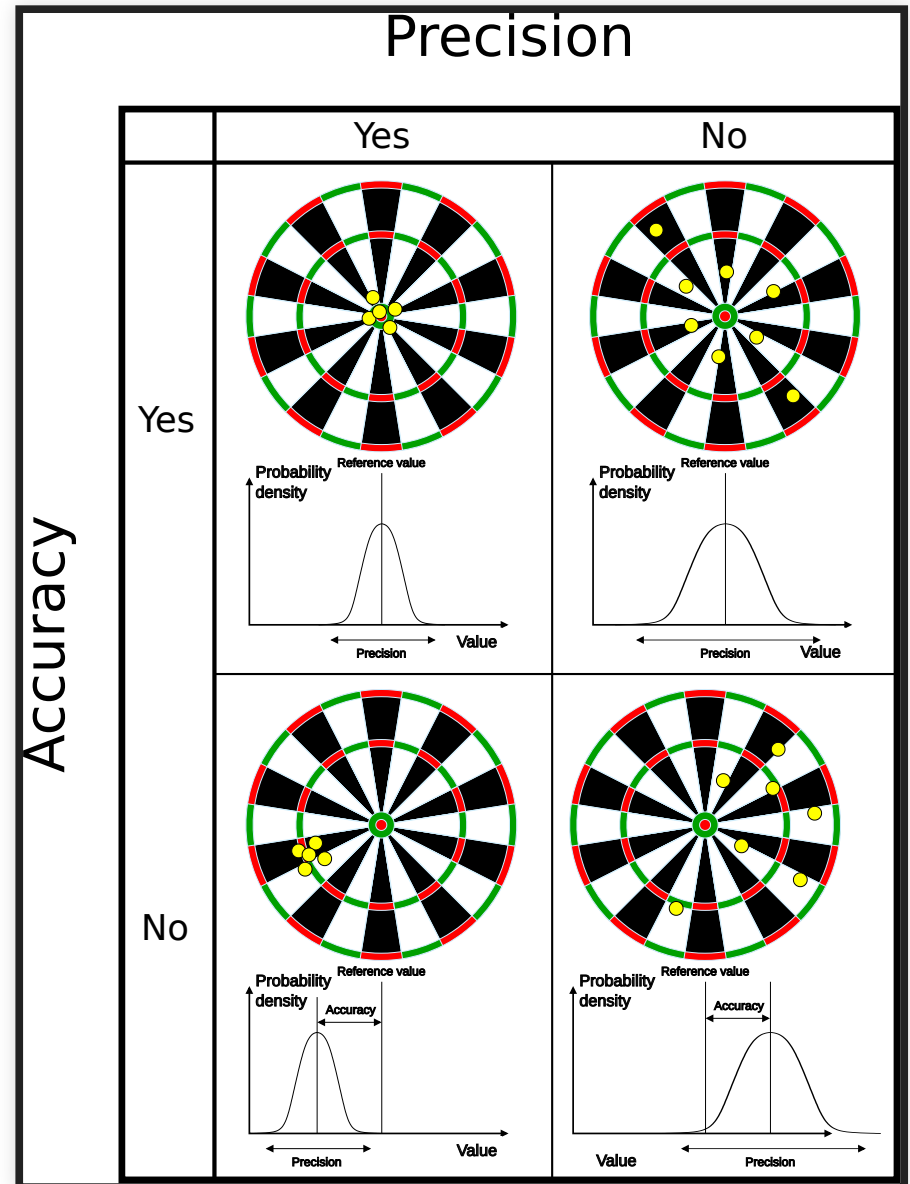 Precision
Yes
No
Accuracy
Yes
Reference value
Probability
density
Value
Precision
Reference value
Probability
density
Value
Precision
No
Reference value
Probability
density
Accuracy
Value
Precision
Reference value
Probability
density
Accuracy
Value
Precision